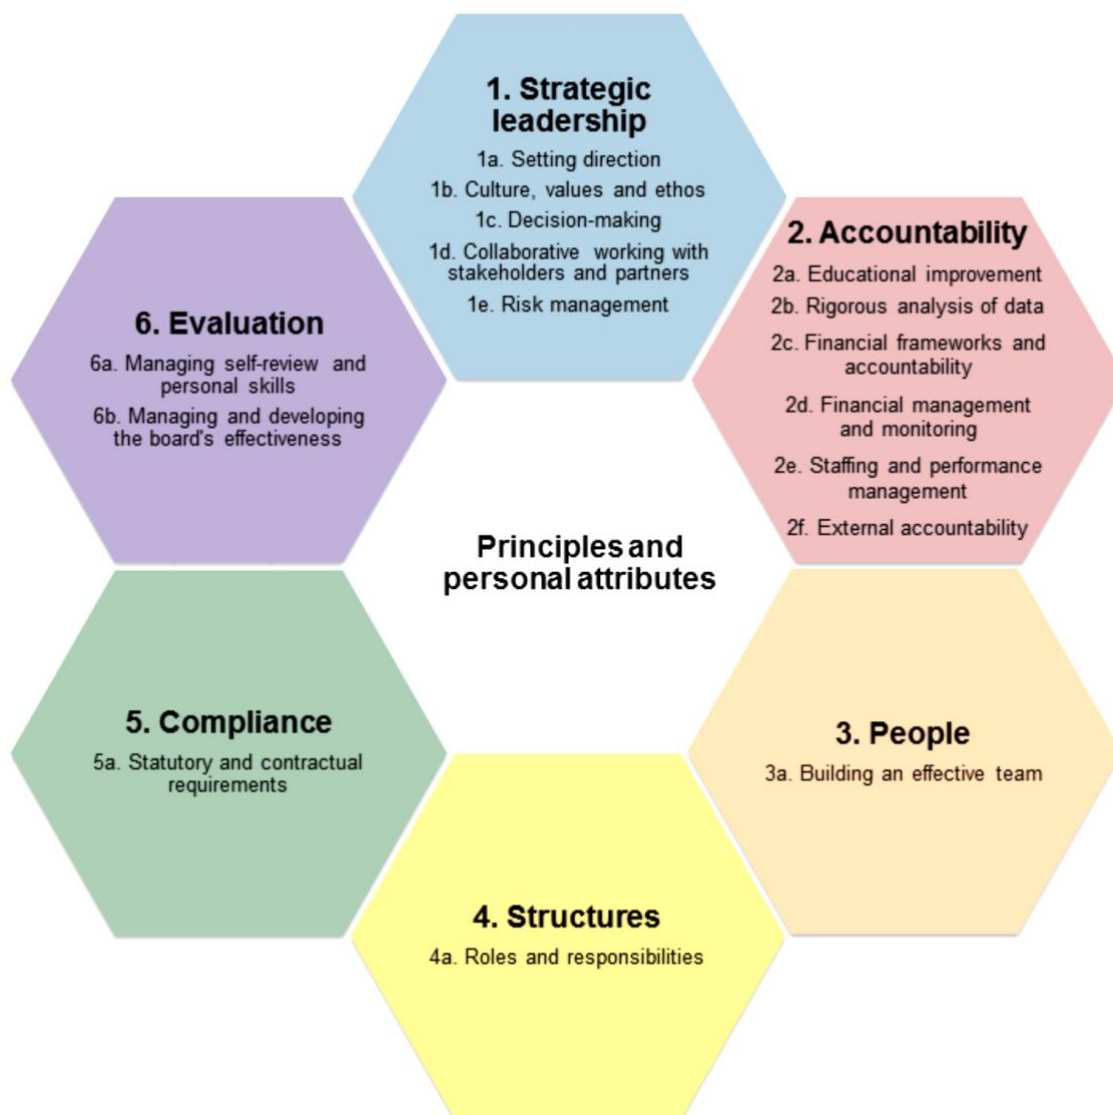 1. Strategic
leadership
1a. Setting direction
1b. Culture, values and ethos
1c. Decision-making
1d. Collaborative working with
stakeholders and partners
1e. Risk management
2. Accountability
2a. Educational improvement
2b. Rigorous analysis of data
2c. Financial frameworks and
accountability
2d. Financial management
and monitoring
2e. Staffing and performance
management
2f. External accountability
3. People
3a. Building an effective team
4. Structures
4a. Roles and responsibilities
5. Compliance
5a. Statutory and contractual
requirements
6. Evaluation
6a. Managing self-review and
personal skills
6b. Managing and developing
the board's effectiveness
Principles and
personal attributes